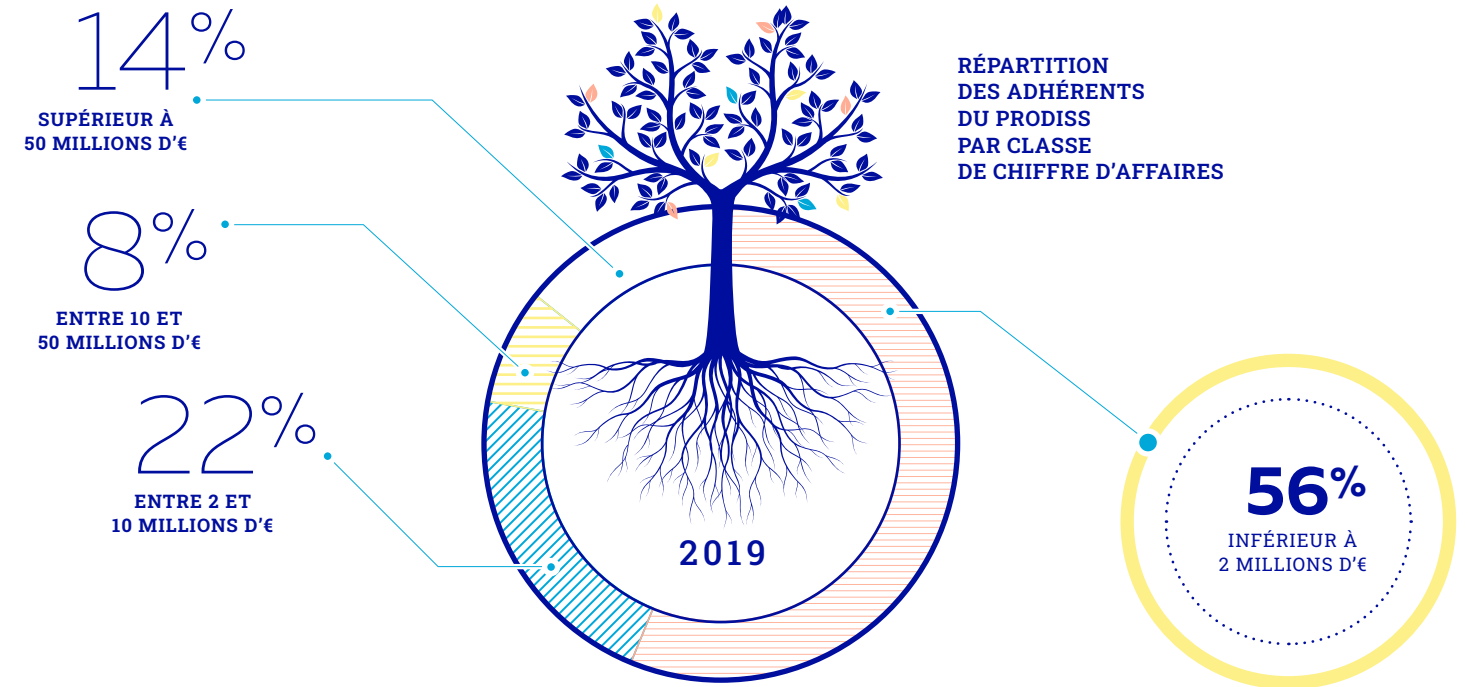 14%
SUPÉRIEUR À
50 MILLIONS D'€
8%
ENTRE 10 ET
50 MILLIONS D'€
22%
ENTRE 2 ET
10 MILLIONS D'€
RÉPARTITION
DES ADHÉRENTS
DU PRODISS
PAR CLASSE
DE CHIFFRE D'AFFAIRES
2019
56%
INFÉRIEUR À
2 MILLIONS D'€